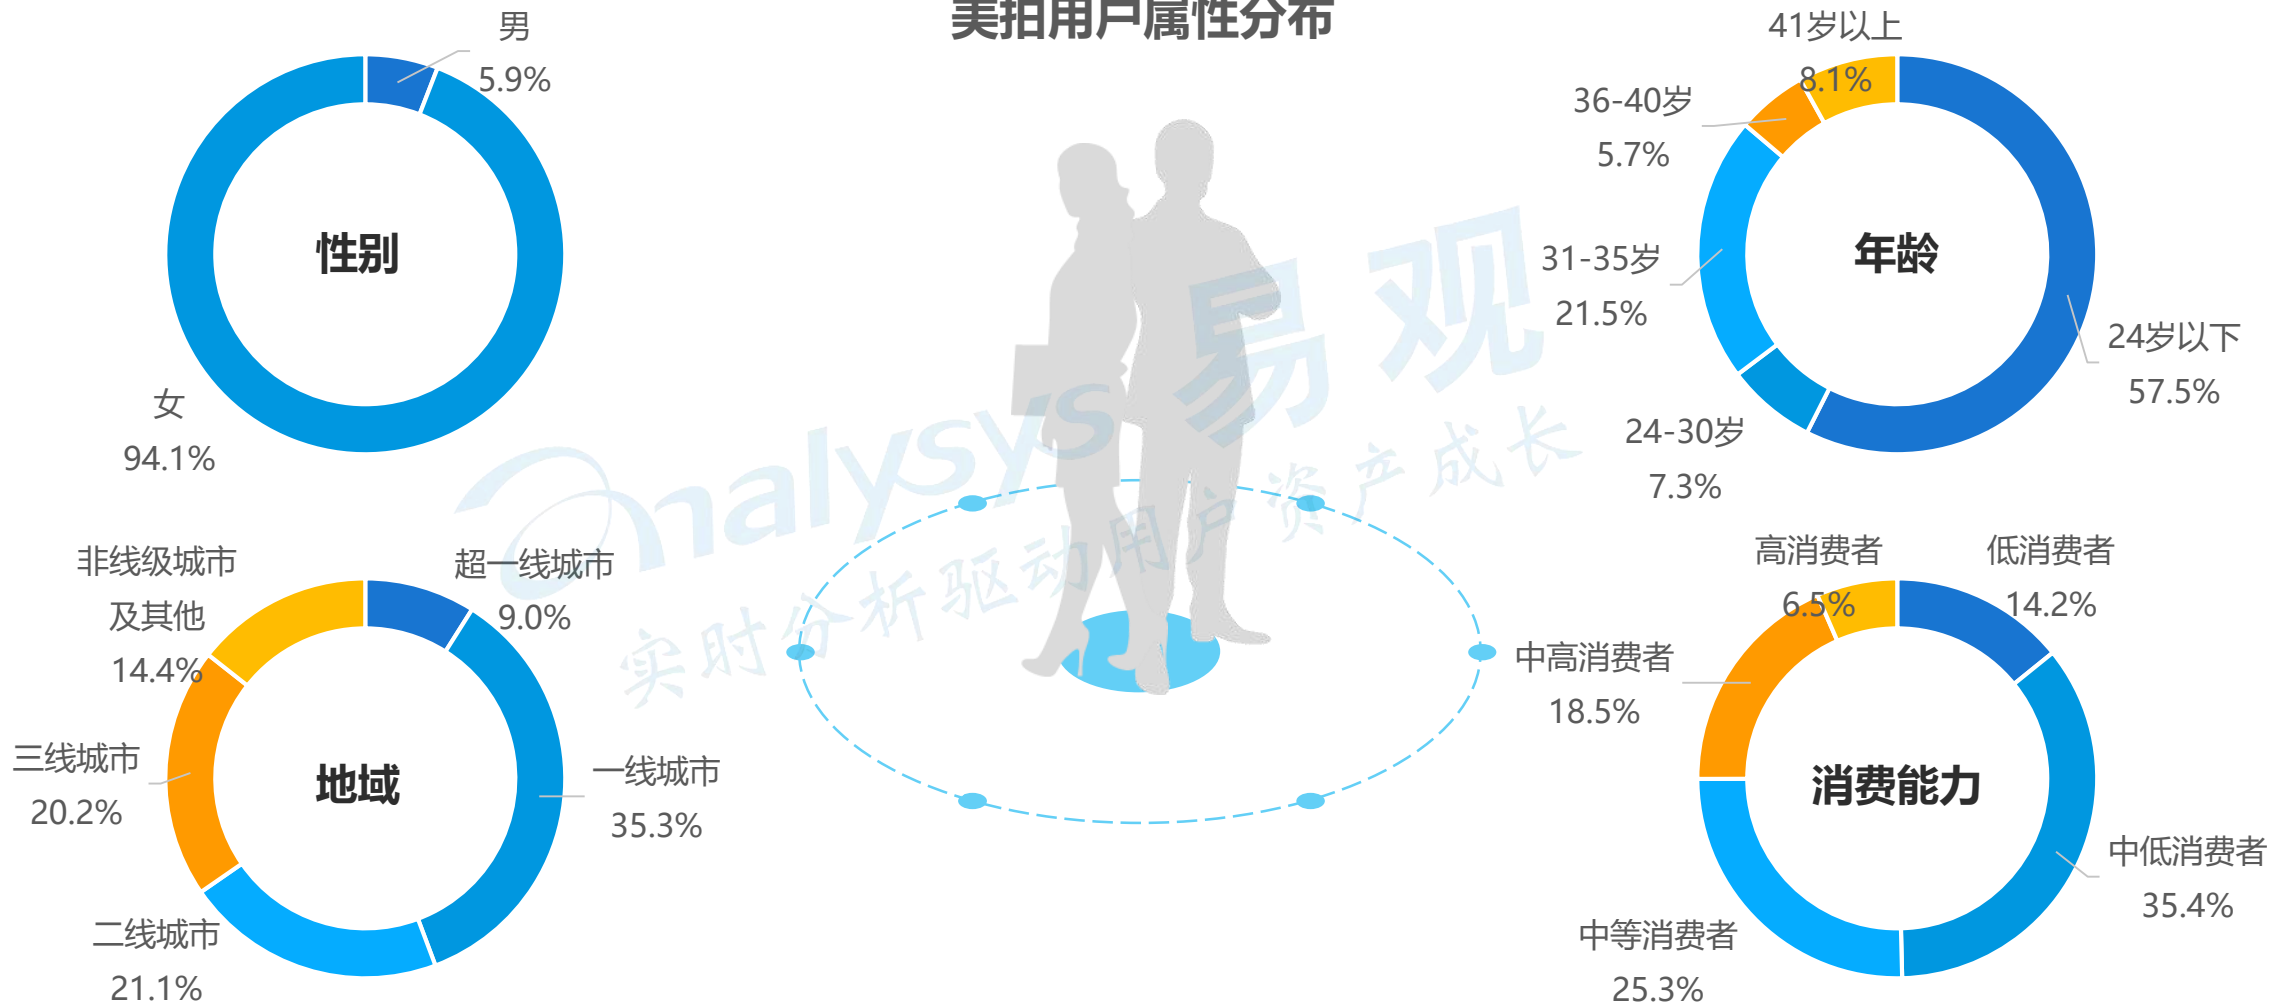 美拍用户属性分布
男
5.9%
性别
女
94.1%
41岁以上
8.1%
36-40岁
5.7%
31-35岁
21.5%
年龄
24岁以下
57.5%
24-30岁
7.3%
Analysys 易观
实时分析驱动用户资产成长
非线级城市
及其他
14.4%
超一线城市
9.0%
三线城市
20.2%
地域
一线城市
35.3%
二线城市
21.1%
高消费者
6.5%
低消费者
14.2%
中高消费者
18.5%
消费能力
中低消费者
35.4%
中等消费者
25.3%